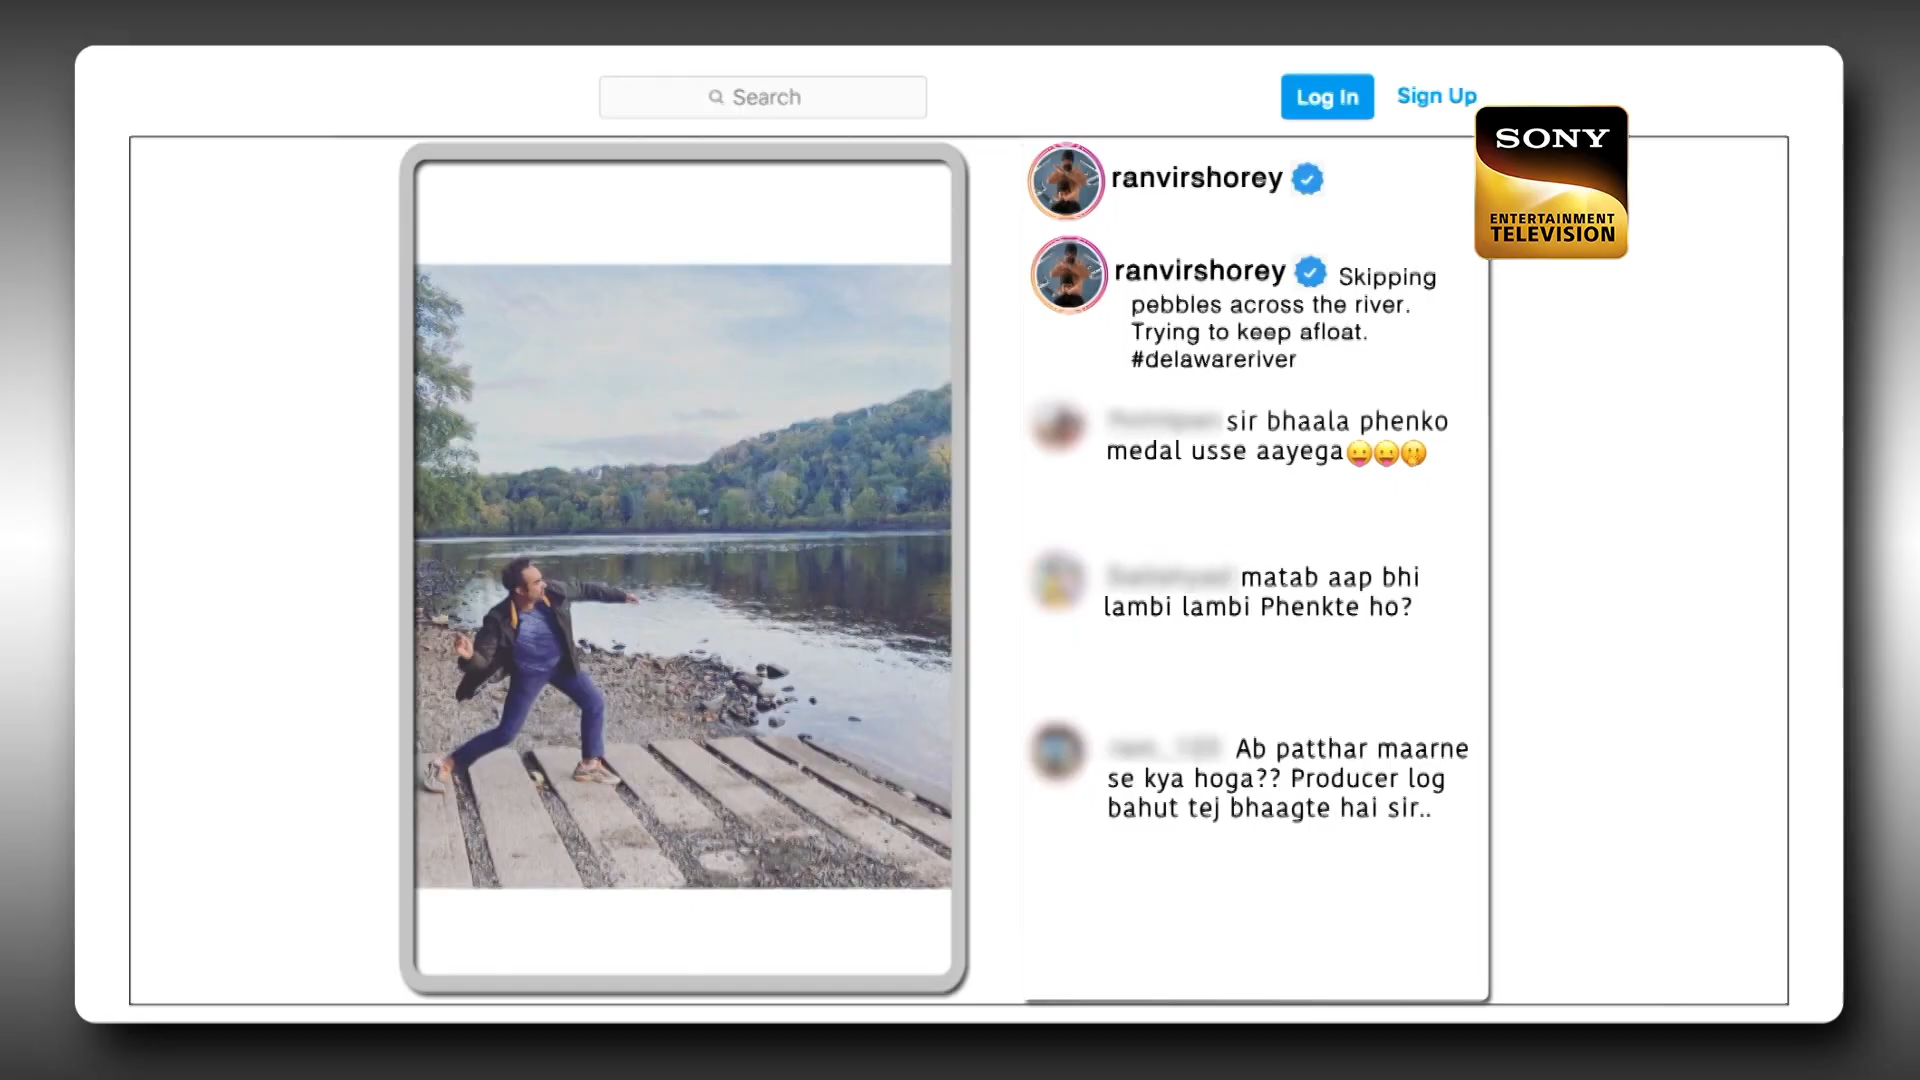 Search
Log In
Sign Up
SONY
ENTERTAINMENT
TELEVISION
ranvirshorey
ranvirshorey Skipping
pebbles across the river.
Trying to keep afloat.
#delawareriver
sir bhaala phenko
medal usse aayega😛😛🤭
matab aap bhi
lambi lambi Phenkte ho?
Ab patthar maarne
se kya hoga?? Producer log
bahut tej bhaagte hai sir..